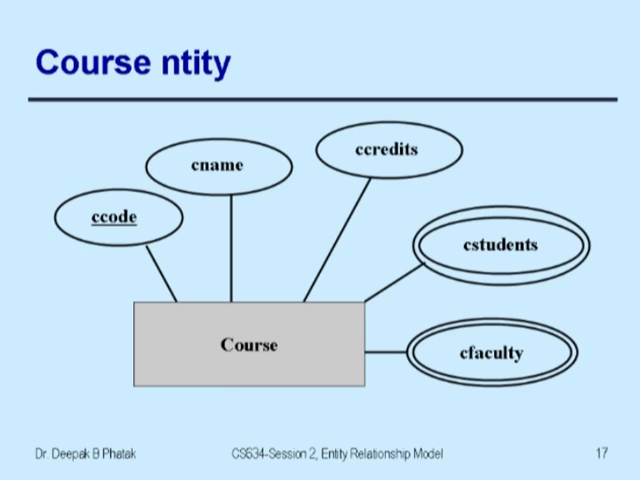 Course ntity
ccredits
cname
ccode
cstudents
Course
cfaculty
Dr. Deepak B Phatak
CS634-Session 2, Entity Relationship Model
17